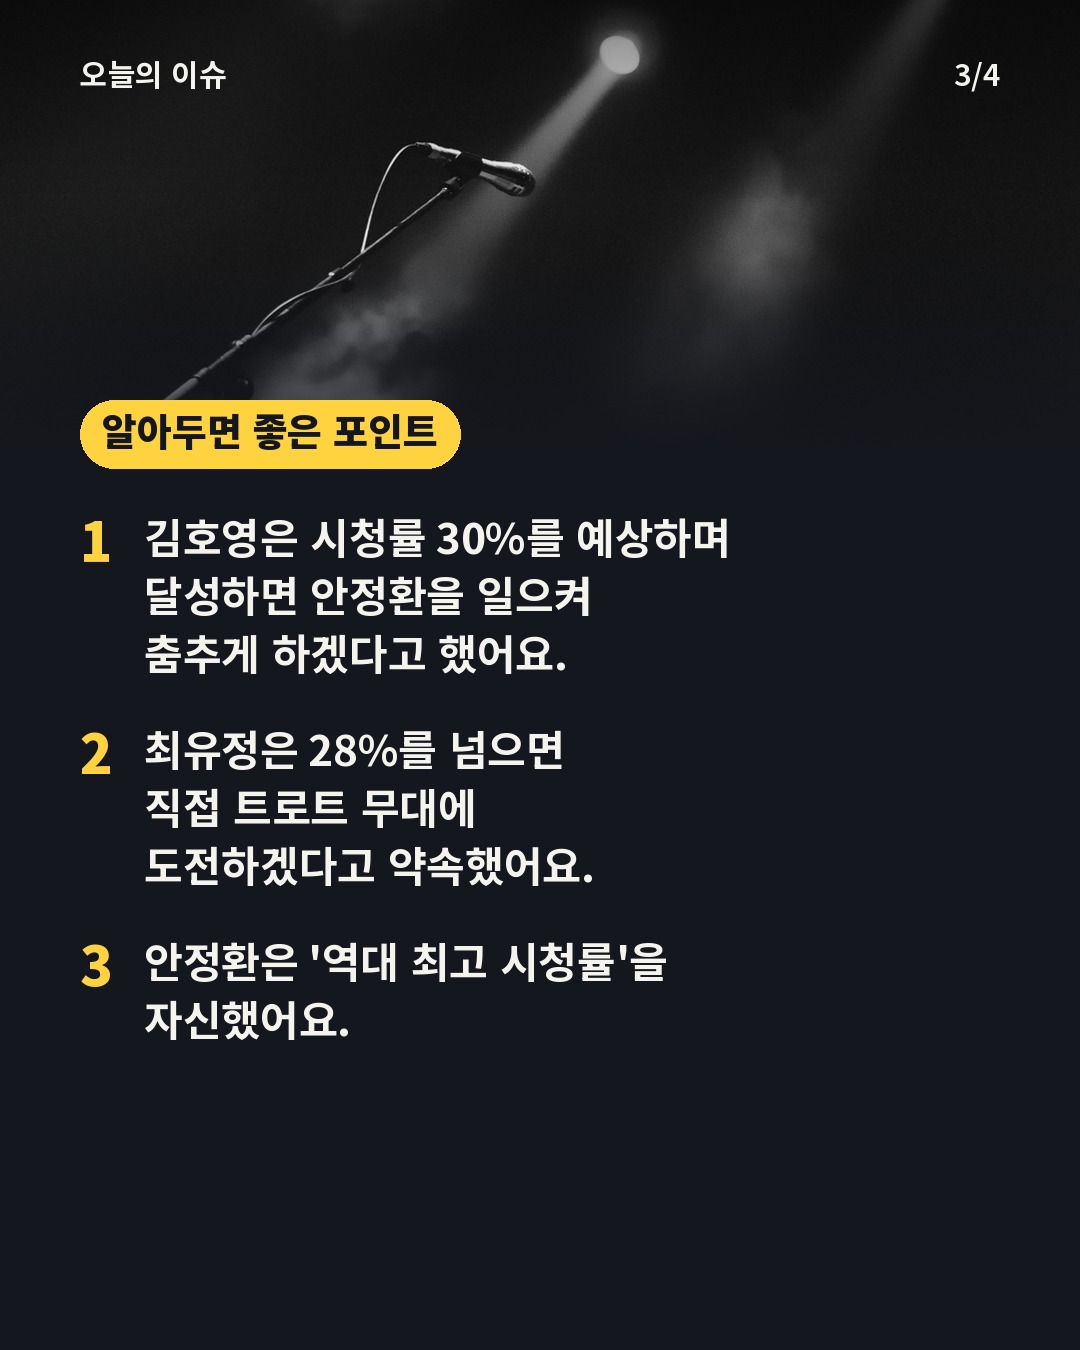 오늘의 이슈
3/4
알아두면 좋은 포인트
1 김호영은 시청률 30%를 예상하며
달성하면 안정환을 일으켜
춤추게 하겠다고 했어요.
2 최유정은 28%를 넘으면
직접 트로트 무대에
도전하겠다고 약속했어요.
3 안정환은 '역대 최고 시청률'을
자신했어요.